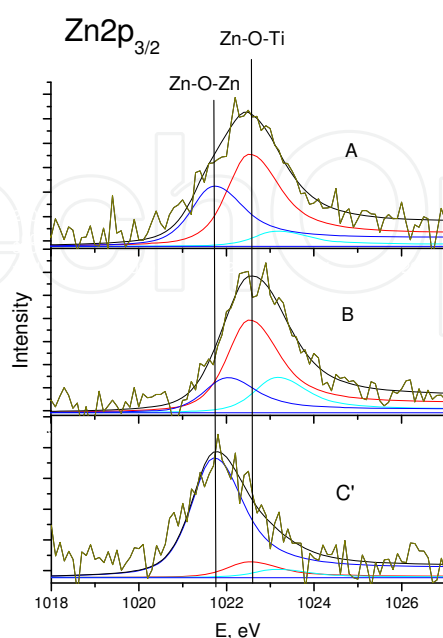 Zn2p3/2
Zn-O-Ti
Zn-O-Zn
A
B
C'
Intensity
1018 1020 1022 1024 1026
E, eV